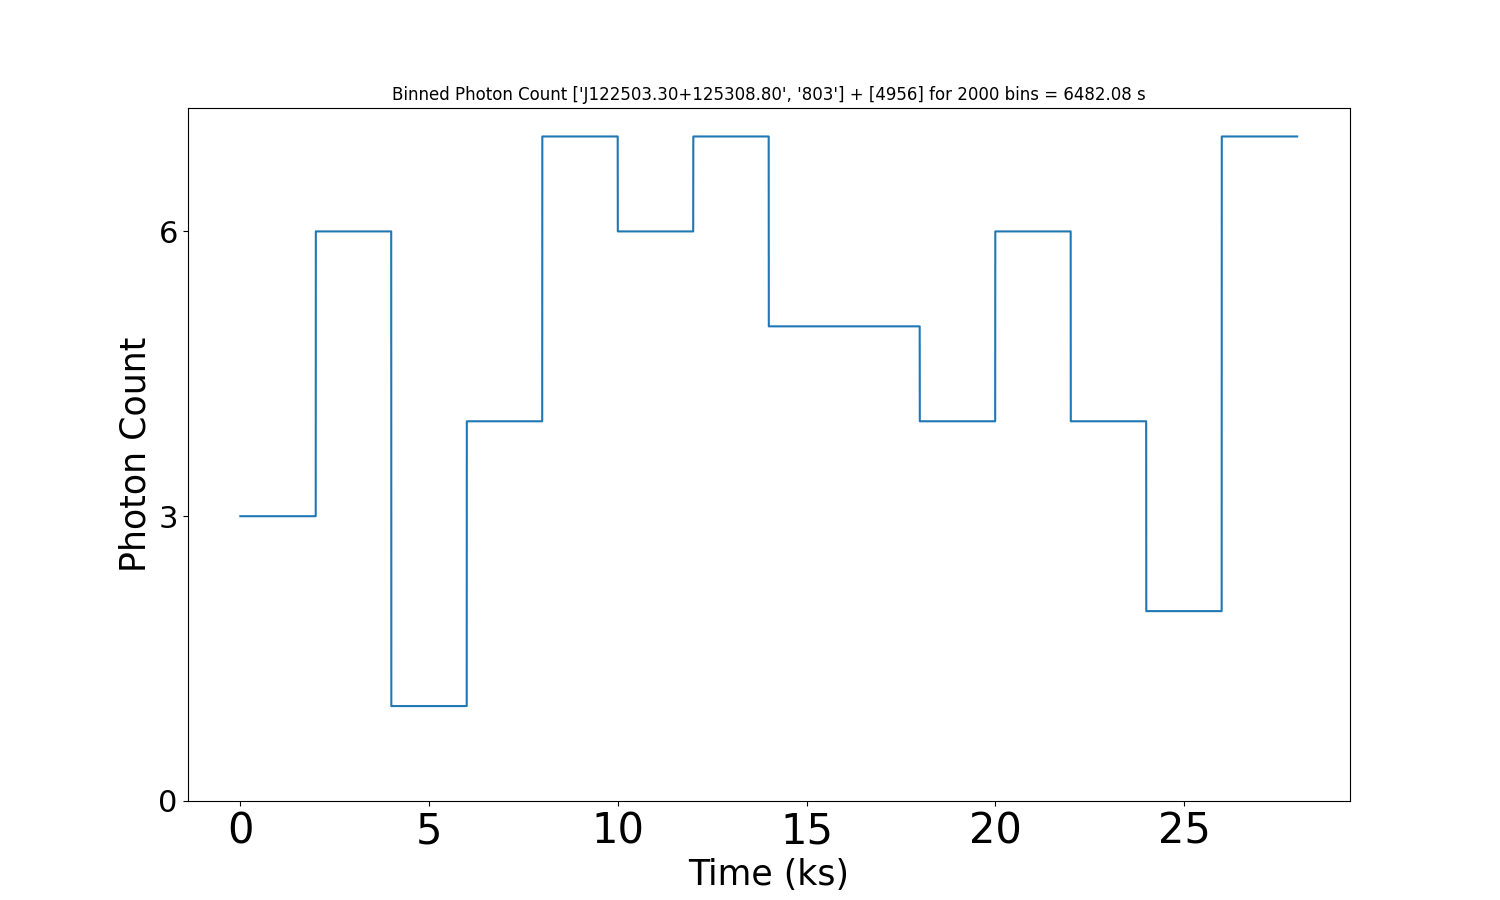 Binned Photon Count ['J122503.30+125308.80', '803'] + [4956] for 2000 bins = 6482.08 s
6
3
0
Photon Count
0 5 10 15 20 25
Time (ks)